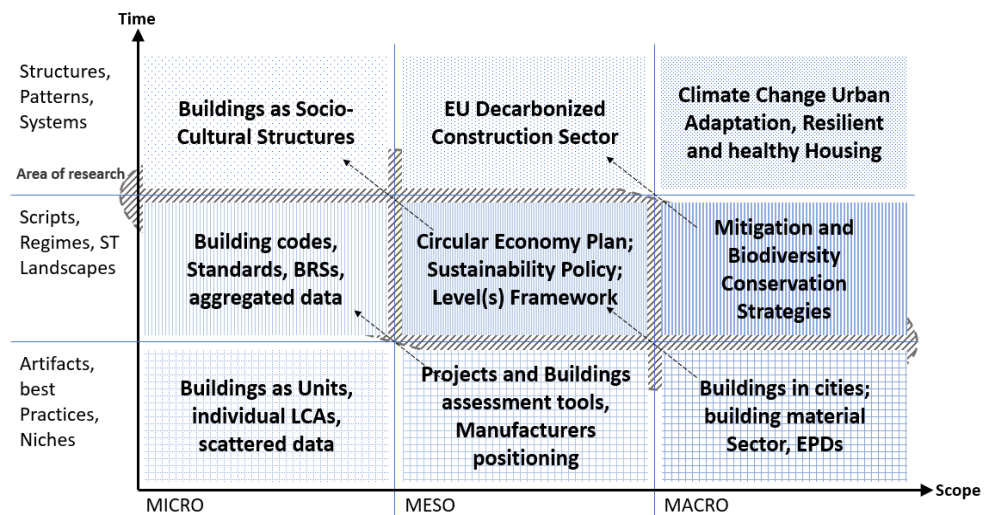 Time
Structures,
Patterns,
Systems
Buildings as Socio-
Cultural Structures
EU Decarbonized
Construction Sector
Climate Change Urban
Adaptation, Resilient
and healthy Housing
Area of research
Scripts,
Regimes, ST
Landscapes
Building codes,
Standards, BRSs,
aggregated data
Circular Economy Plan;
Sustainability Policy;
Level(s) Framework
Mitigation and
Biodiversity
Conservation
Strategies
Artifacts,
best
Practices,
Niches
Buildings as Units,
individual LCAs,
scattered data
Projects and Buildings
assessment tools,
Manufacturers
positioning
Buildings in cities;
building material
Sector, EPDs
MICRO
MESO
MACRO
Scope